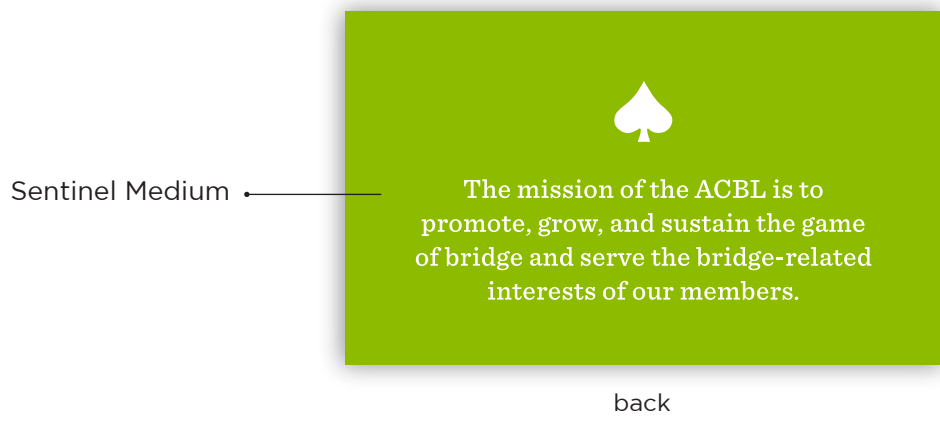 Sentinel Medium
The mission of the ACBL is to
promote, grow, and sustain the game
of bridge and serve the bridge-related
interests of our members.
back